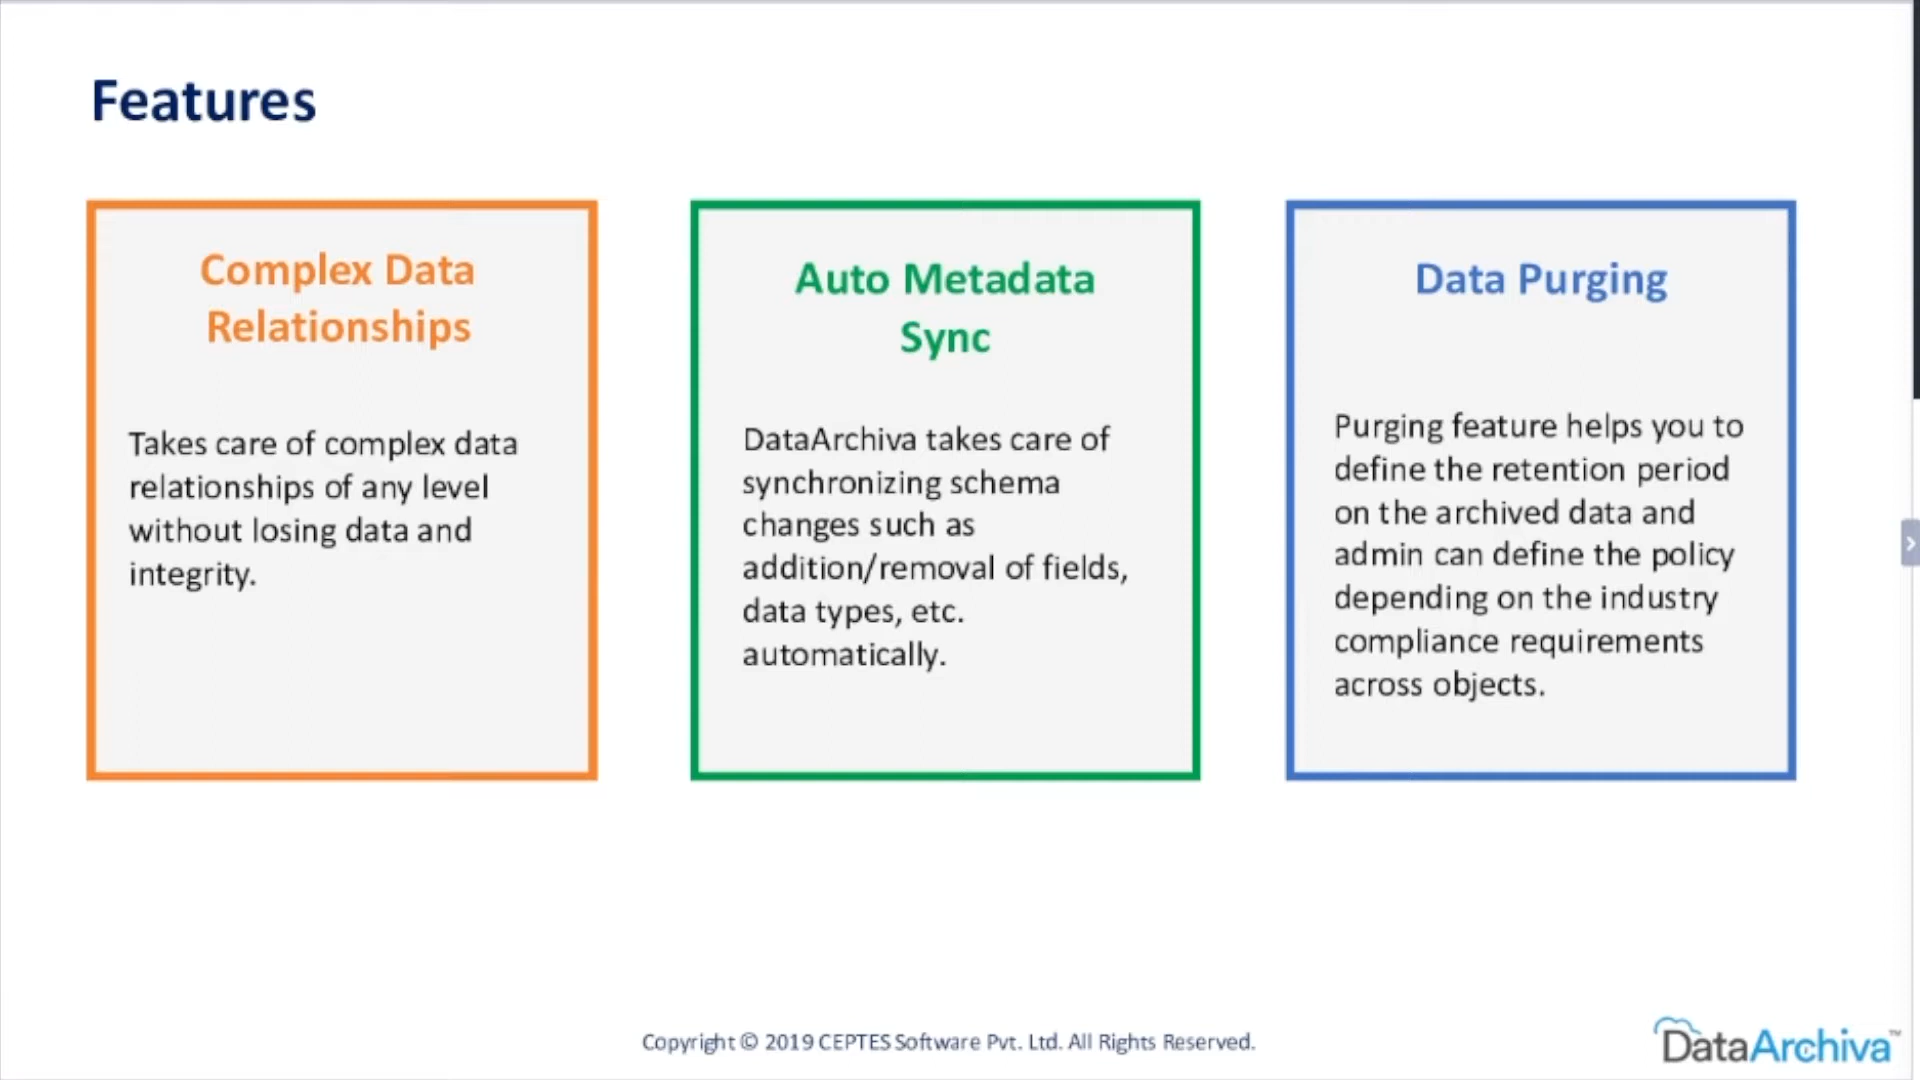 Features
Complex Data
Relationships
Takes care of complex data
relationships of any level
without losing data and
integrity.
Auto Metadata
Sync
DataArchiva takes care of
synchronizing schema
changes such as
addition/removal of fields,
data types, etc.
automatically.
Data Purging
Purging feature helps you to
define the retention period
on the archived data and
admin can define the policy
depending on the industry
compliance requirements
across objects.
Copyright © 2019 CEPTES Software Pvt. Ltd. All Rights Reserved.
DataArchiva™